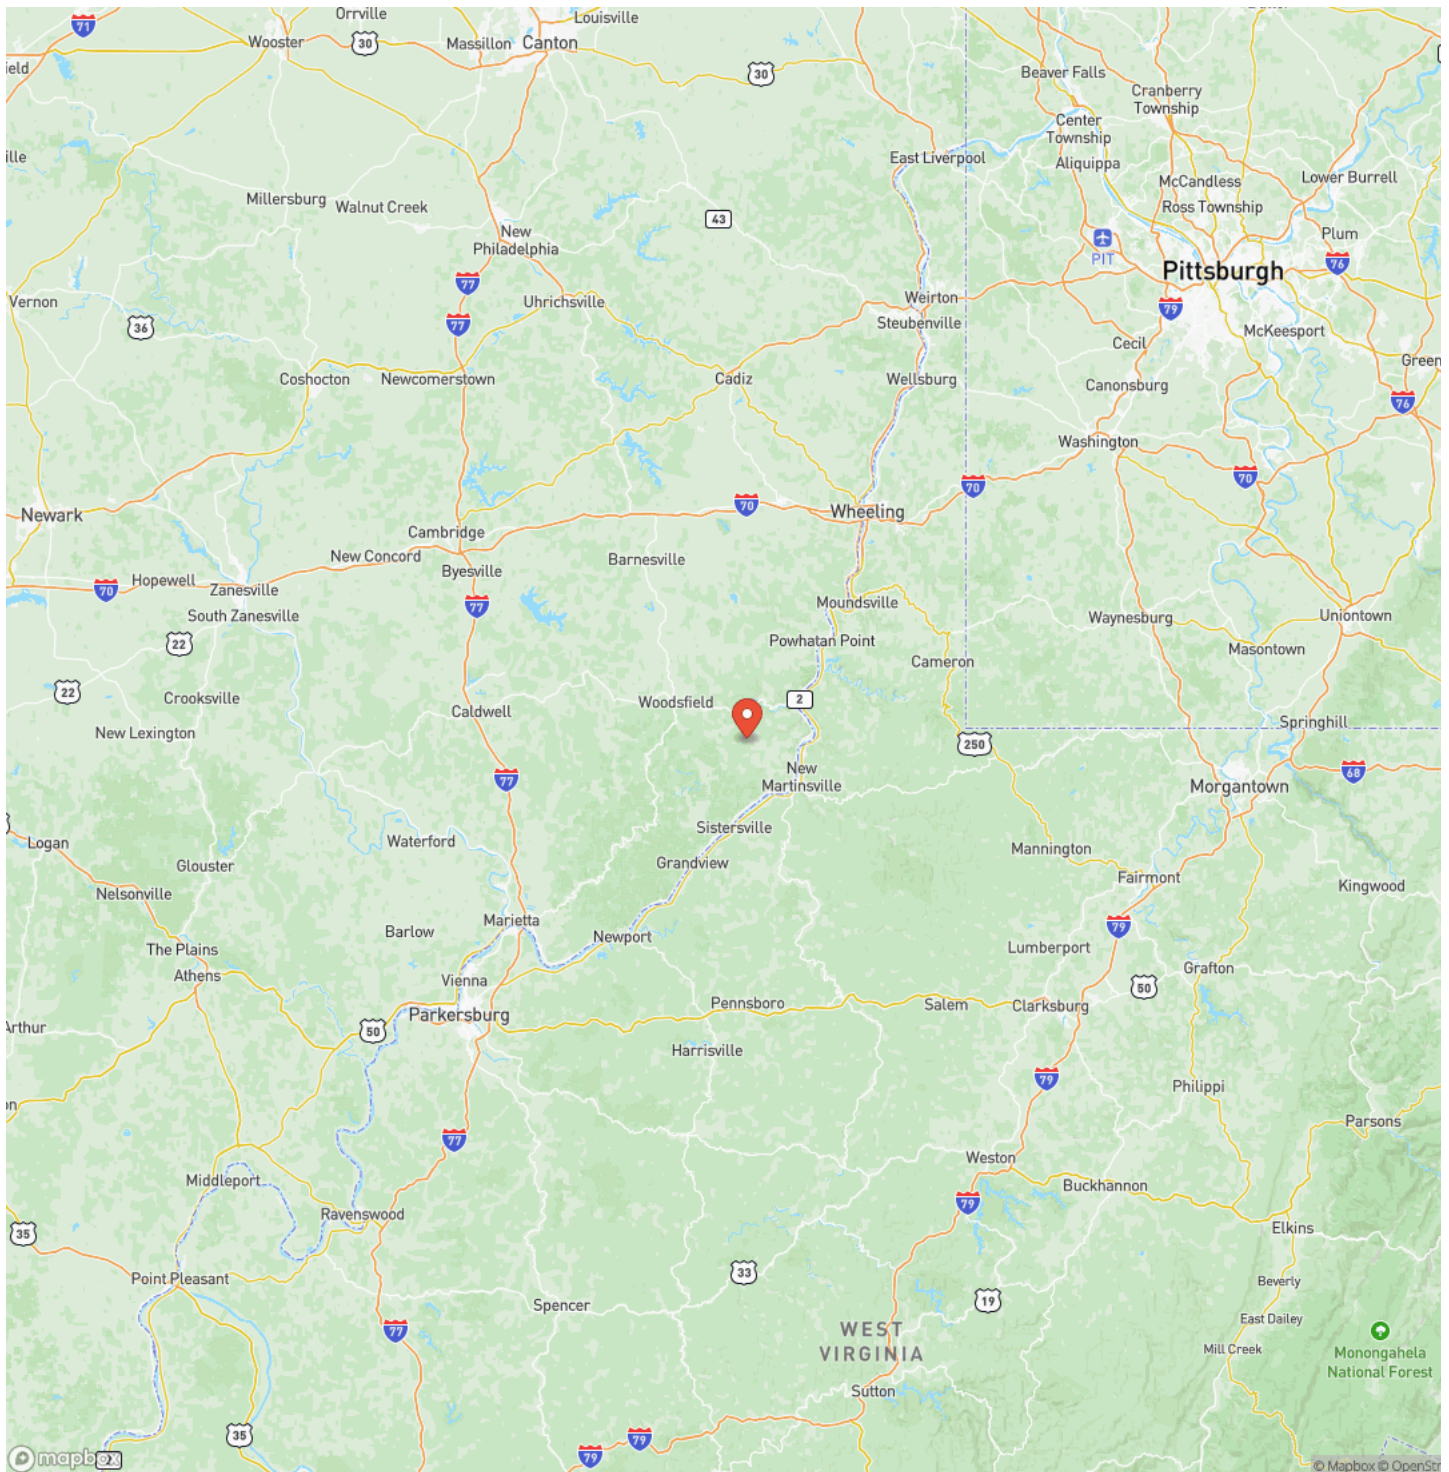 Orrville
Louisville
71
Wooster
30
Massillon
Canton
ield
30
Beaver Falls
Cranberry
Township
Center
Township
ille
East Liverpool
Aliquippa
McCandless
Lower Burrell
Millersburg
Walnut Creek
Ross Township
43
New
Philadelphia
Plum
PIT
Pittsburgh
76
77
Vernon
Uhrichsville
Weirton
79
36
77
Steubenville
McKeesport
Cecil
Green
Coshocton
Newcomerstown
Cadiz
Wellsburg
Canonsburg
76
Washington
70
70
70
Newark
Wheeling
Cambridge
New Concord
Barnesville
Byesville
Hopewell
70
Zanesville
77
Moundsville
South Zanesville
Waynesburg
Uniontown
22
Powhatan Point
Masontown
Cameron
22
Crooksville
Woodsfield
2
Caldwell
Springhill
New Lexington
250
New
Martinsville
77
68
Morgantown
Sistersville
Logan
Waterford
Mannington
Glouster
Grandview
Fairmont
Nelsonville
Kingwood
Marietta
Barlow
79
Newport
The Plains
Lumberport
Athens
Grafton
Vienna
50
Pennsboro
Salem
Clarksburg
Parkersburg
50
Arthur
Harrisville
79
Philippi
on
Parsons
77
Weston
Middleport
Buckhannon
79
Ravenswood
Elkins
35
Point Pleasant
33
Beverly
Spencer
19
East Dailey
77
WEST
VIRGINIA
Mill Creek
Monongahela
National Forest
Sutton
35
79
79
mapbox
2
© Mapbox © OpenStr